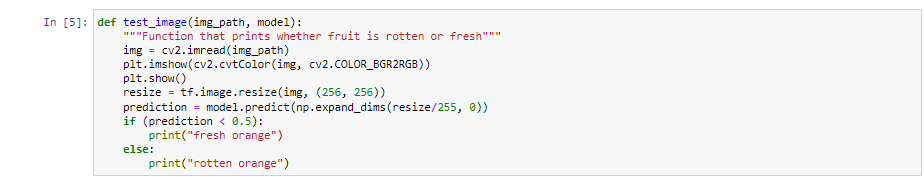 In [5]: def test_image(img_path, model):
    """Function that prints whether fruit is rotten or fresh"""
    img = cv2.imread(img_path)
    plt.imshow(cv2.cvtColor(img, cv2.COLOR_BGR2RGB))
    plt.show()
    resize = tf.image.resize(img, (256, 256))
    prediction = model.predict(np.expand_dims(resize/255, 0))
    if (prediction < 0.5):
        print("fresh orange")
    else:
        print("rotten orange")